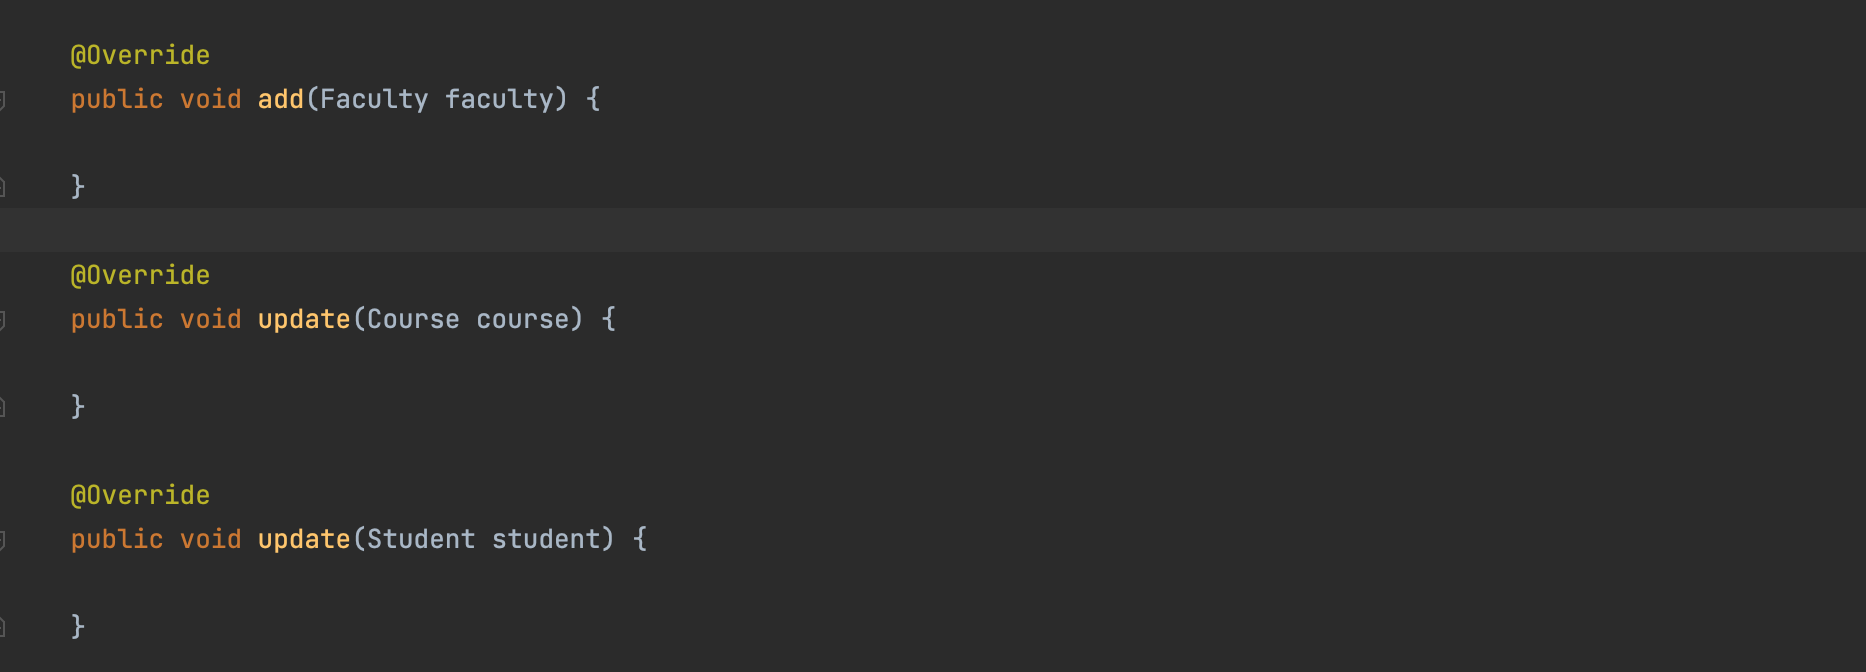 @Override
public void add(Faculty faculty) {
}
@Override
public void update(Course course) {
}
@Override
public void update(Student student) {
}